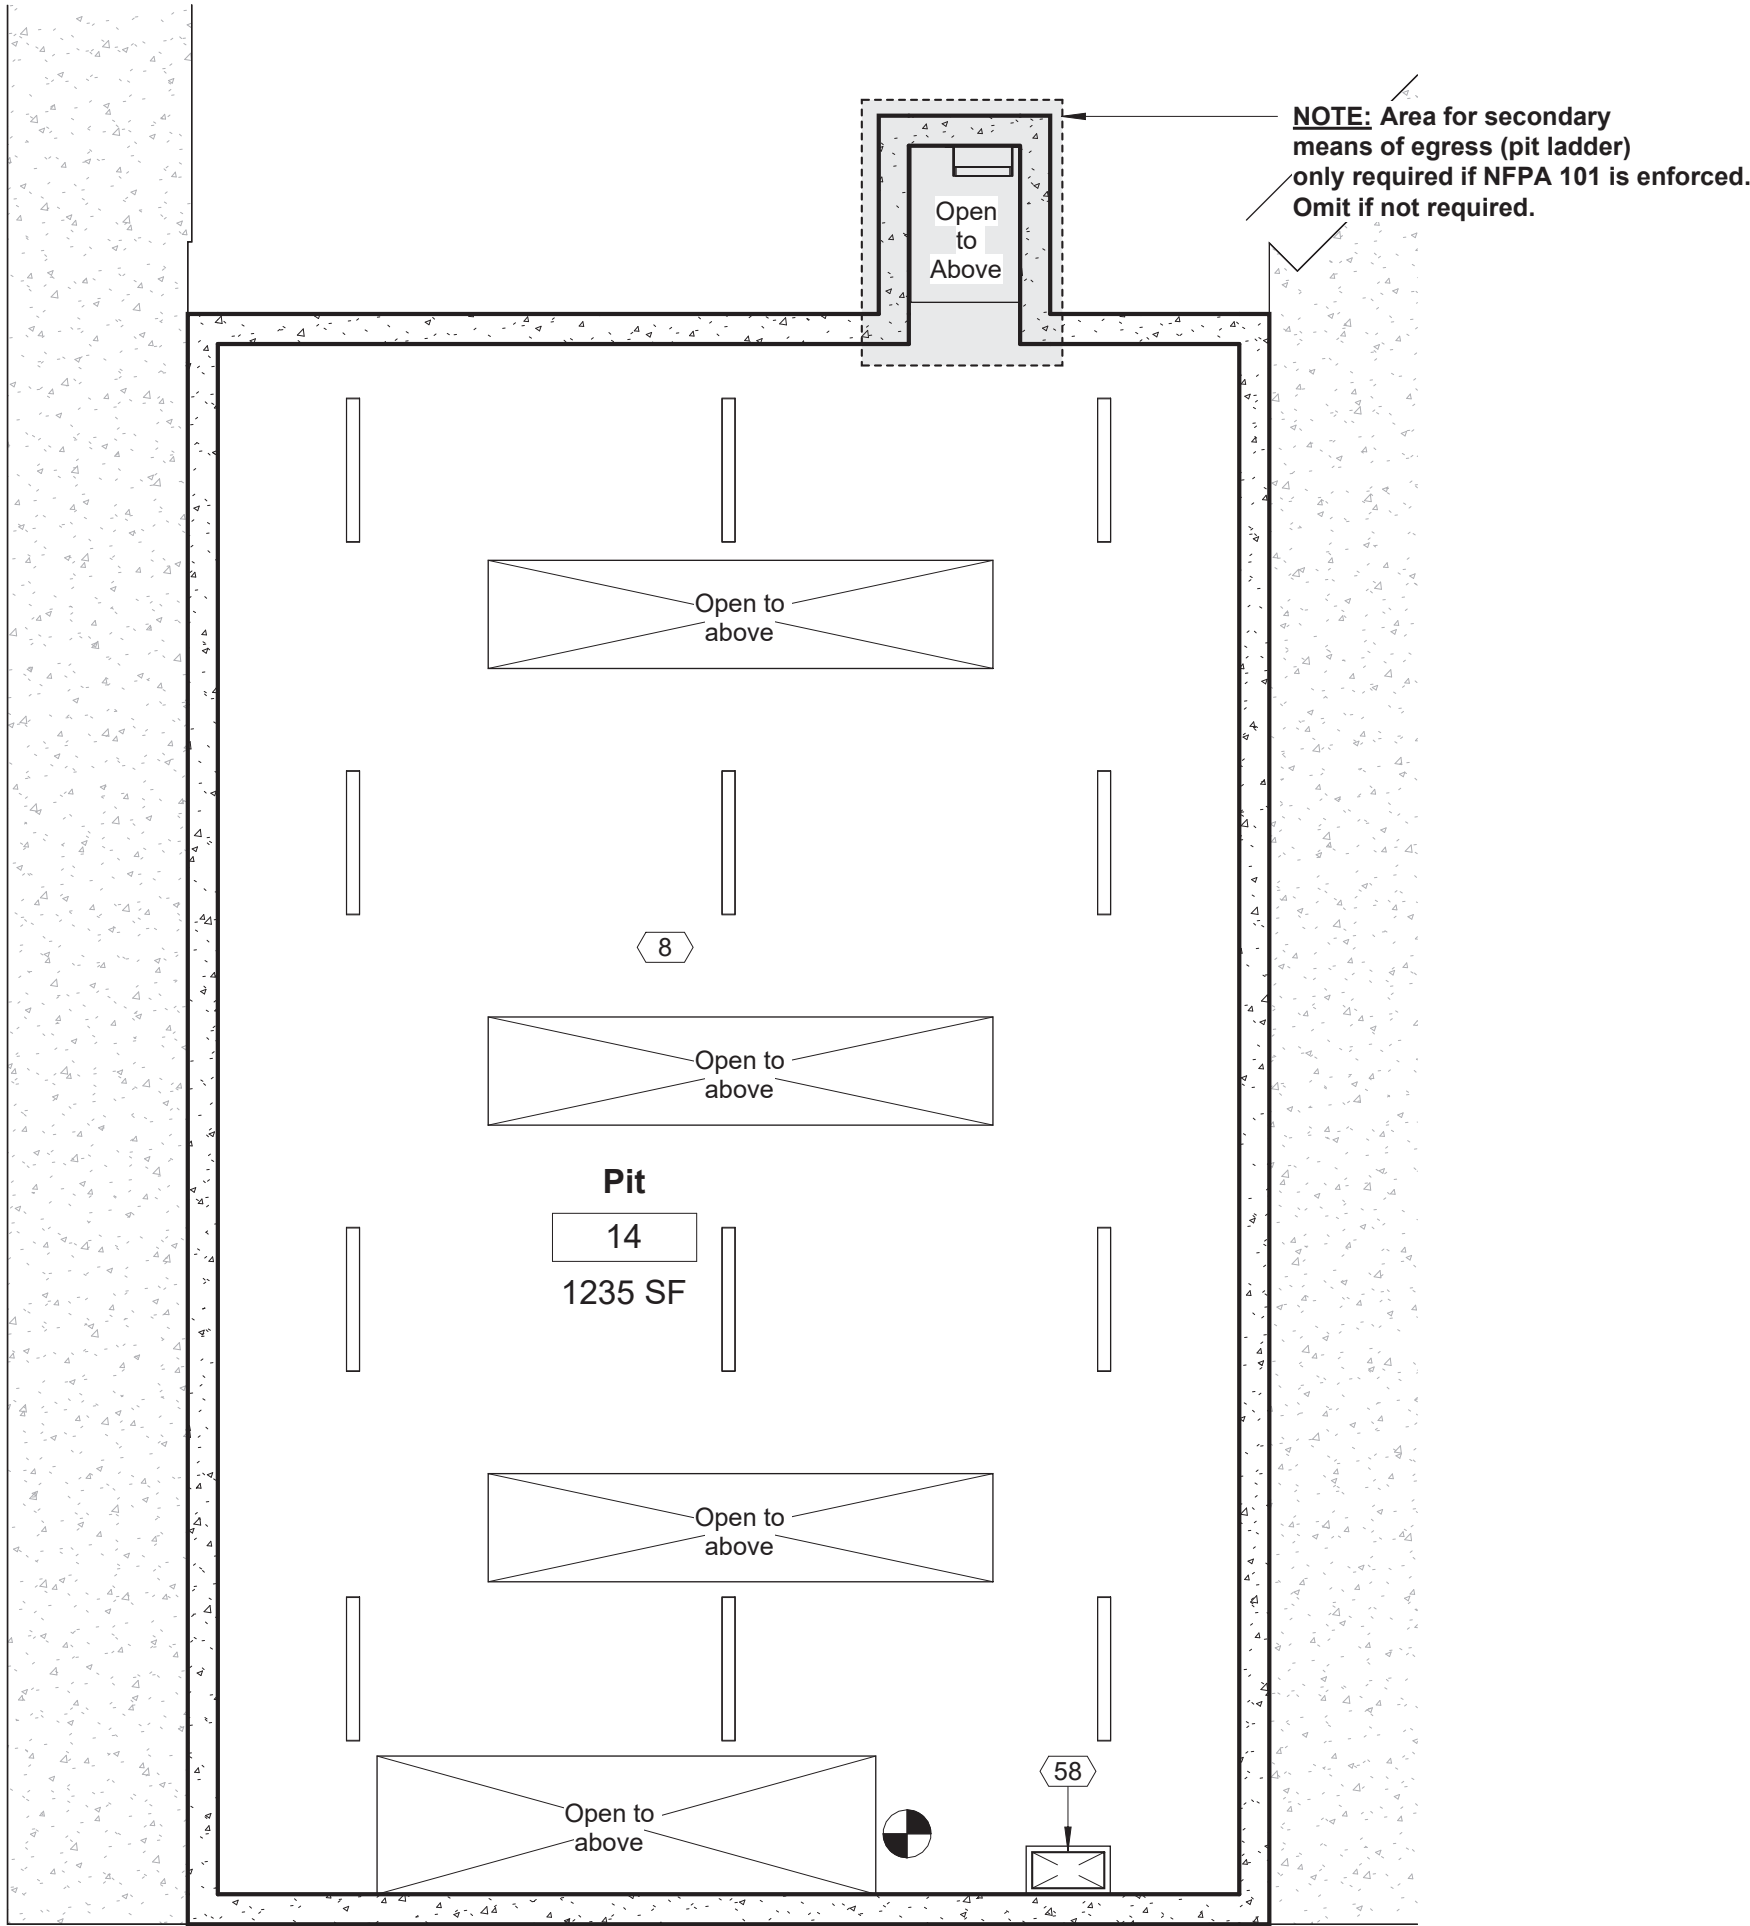 NOTE: Area for secondary
means of egress (pit ladder)
only required if NFPA 101 is enforced.
Omit if not required.
Open
to
Above
Open to
above
8
Open to
above
Pit
14
1235 SF
Open to
above
58
Open to
above